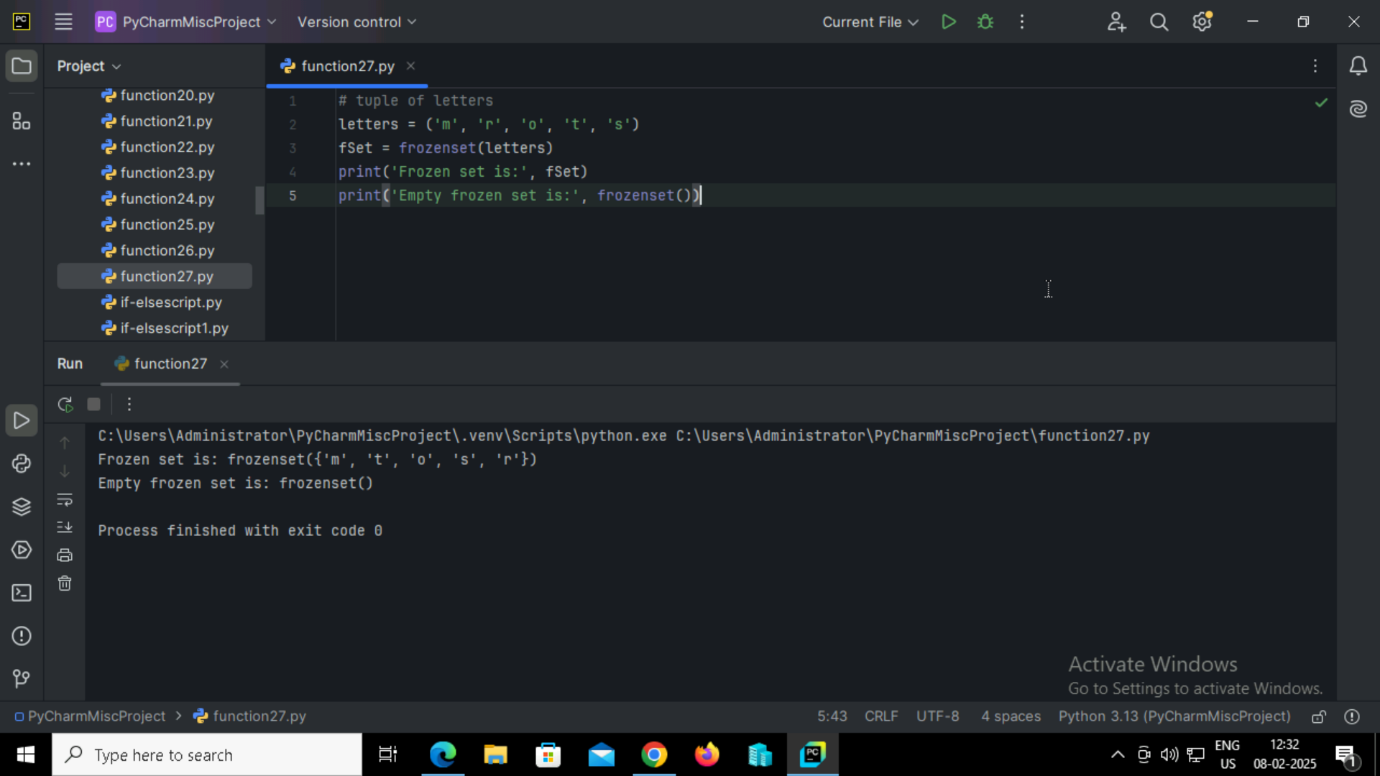 PC
PC PyCharmMiscProject Version control Current File
Project
function27.py
function20.py
function21.py
function22.py
function23.py
function24.py
function25.py
function26.py
function27.py
if-elsescript.py
if-elsescript1.py
1 # tuple of letters
2 letters = ('m', 'r', 'o', 't', 's')
3 fSet = frozenset(letters)
4 print('Frozen set is:', fSet)
5 print('Empty frozen set is:', frozenset())
Run function27
C:\Users\Administrator\PyCharmMiscProject\.venv\Scripts\python.exe C:\Users\Administrator\PyCharmMiscProject\function27.py
Frozen set is: frozenset({'m', 't', 'o', 's', 'r'})
Empty frozen set is: frozenset()
Process finished with exit code 0
Activate Windows
Go to Settings to activate Windows.
PyCharmMiscProject > function27.py 5:43 CRLF UTF-8 4 spaces Python 3.13 (PyCharmMiscProject)
Type here to search
PC
ENG
US
12:32
08-02-2025
1